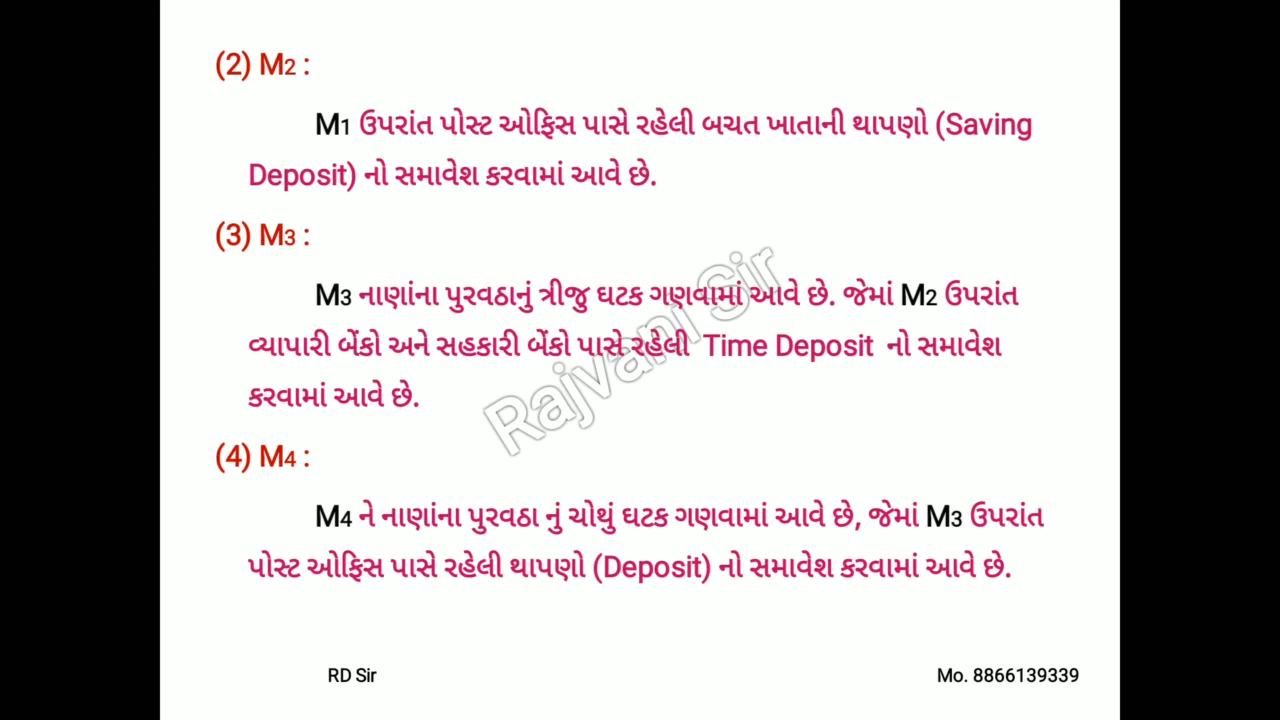 (2) M2 :
M1 ઉપરાંત પોસ્ટ ઓફિસ પાસે રહેલી બચત ખાતાની થાપણો (Saving
Deposit) નો સમાવેશ કરવામાં આવે છે.
(3) M3 :
M3 નાણાંના પુરવઠાનું ત્રીજુ ઘટક ગણવામાં આવે છે. જેમાં M2 ઉપરાંત
વ્યાપારી બેંકો અને સહકારી બેંકો પાસે રહેલી Time Deposit નો સમાવેશ
કરવામાં આવે છે.
(4) M4 :
M4 ને નાણાંના પુરવઠા નું ચોથું ઘટક ગણવામાં આવે છે, જેમાં M3 ઉપરાંત
પોસ્ટ ઓફિસ પાસે રહેલી થાપણો (Deposit) નો સમાવેશ કરવામાં આવે છે.
Rajvani Sir
RD Sir
Mo. 8866139339